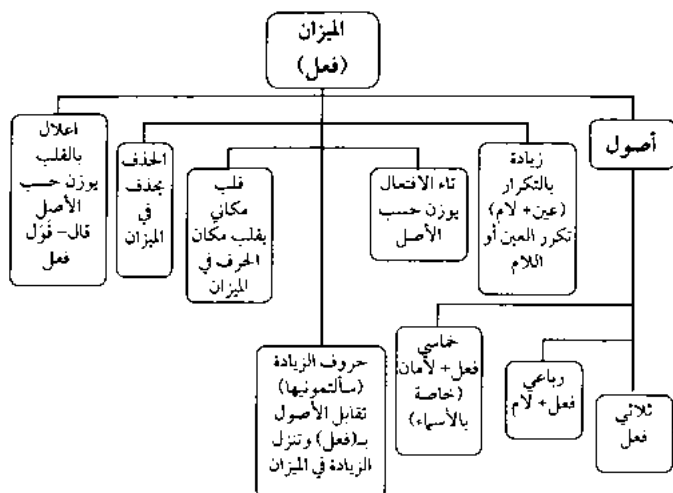 الميزان
(فعل)
أصول
زيادة
بالتكرار
(عين+ لام)
تكرر العين أو
اللام
تاء الافتعال
يوزن حسب
الأصل
قلب
مكاني
يقلب مكان
الحرف في
الميزان
الحذف
يحذف
في
الميزان
اعلال
بالقلب
يوزن حسب
الأصل
قال– قَوَل
فعل
ثلاثي
فعل
رباعي
فعل+ لام
خماسي
فعل+ لامان
(خاصة
بالأسماء)
حروف الزيادة
(سألتمونيها)
تقابل الأصول
بـ(فعل) وتنزل
الزيادة في الميزان